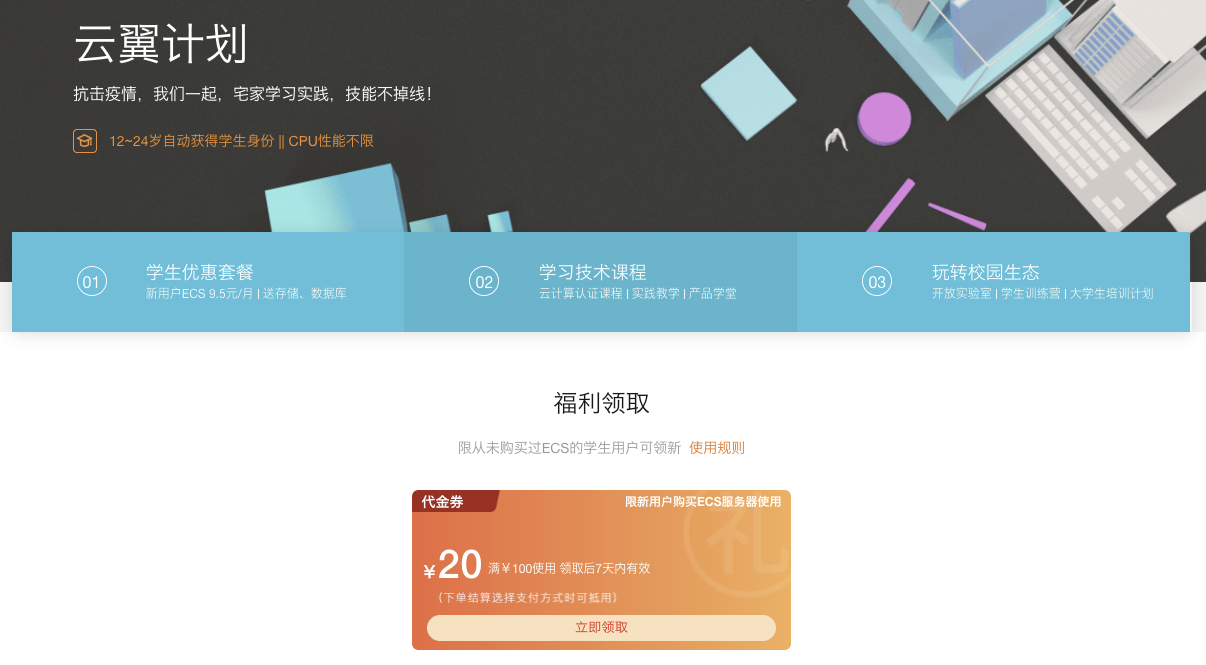 云翼计划
抗击疫情，我们一起，宅家学习实践，技能不掉线！
12~24岁自动获得学生身份 || CPU性能不限
01
学生优惠套餐
新用户ECS 9.5元/月 | 送存储、数据库
02
学习技术课程
云计算认证课程 | 实践教学 | 产品学堂
03
玩转校园生态
开放实验室 | 学生训练营 | 大学生培训计划
福利领取
限从未购买过ECS的学生用户可领新 使用规则
代金券
限新用户购买ECS服务器使用
礼
¥20 满￥100使用 领取后7天内有效
（下单结算选择支付方式时可抵用）
立即领取